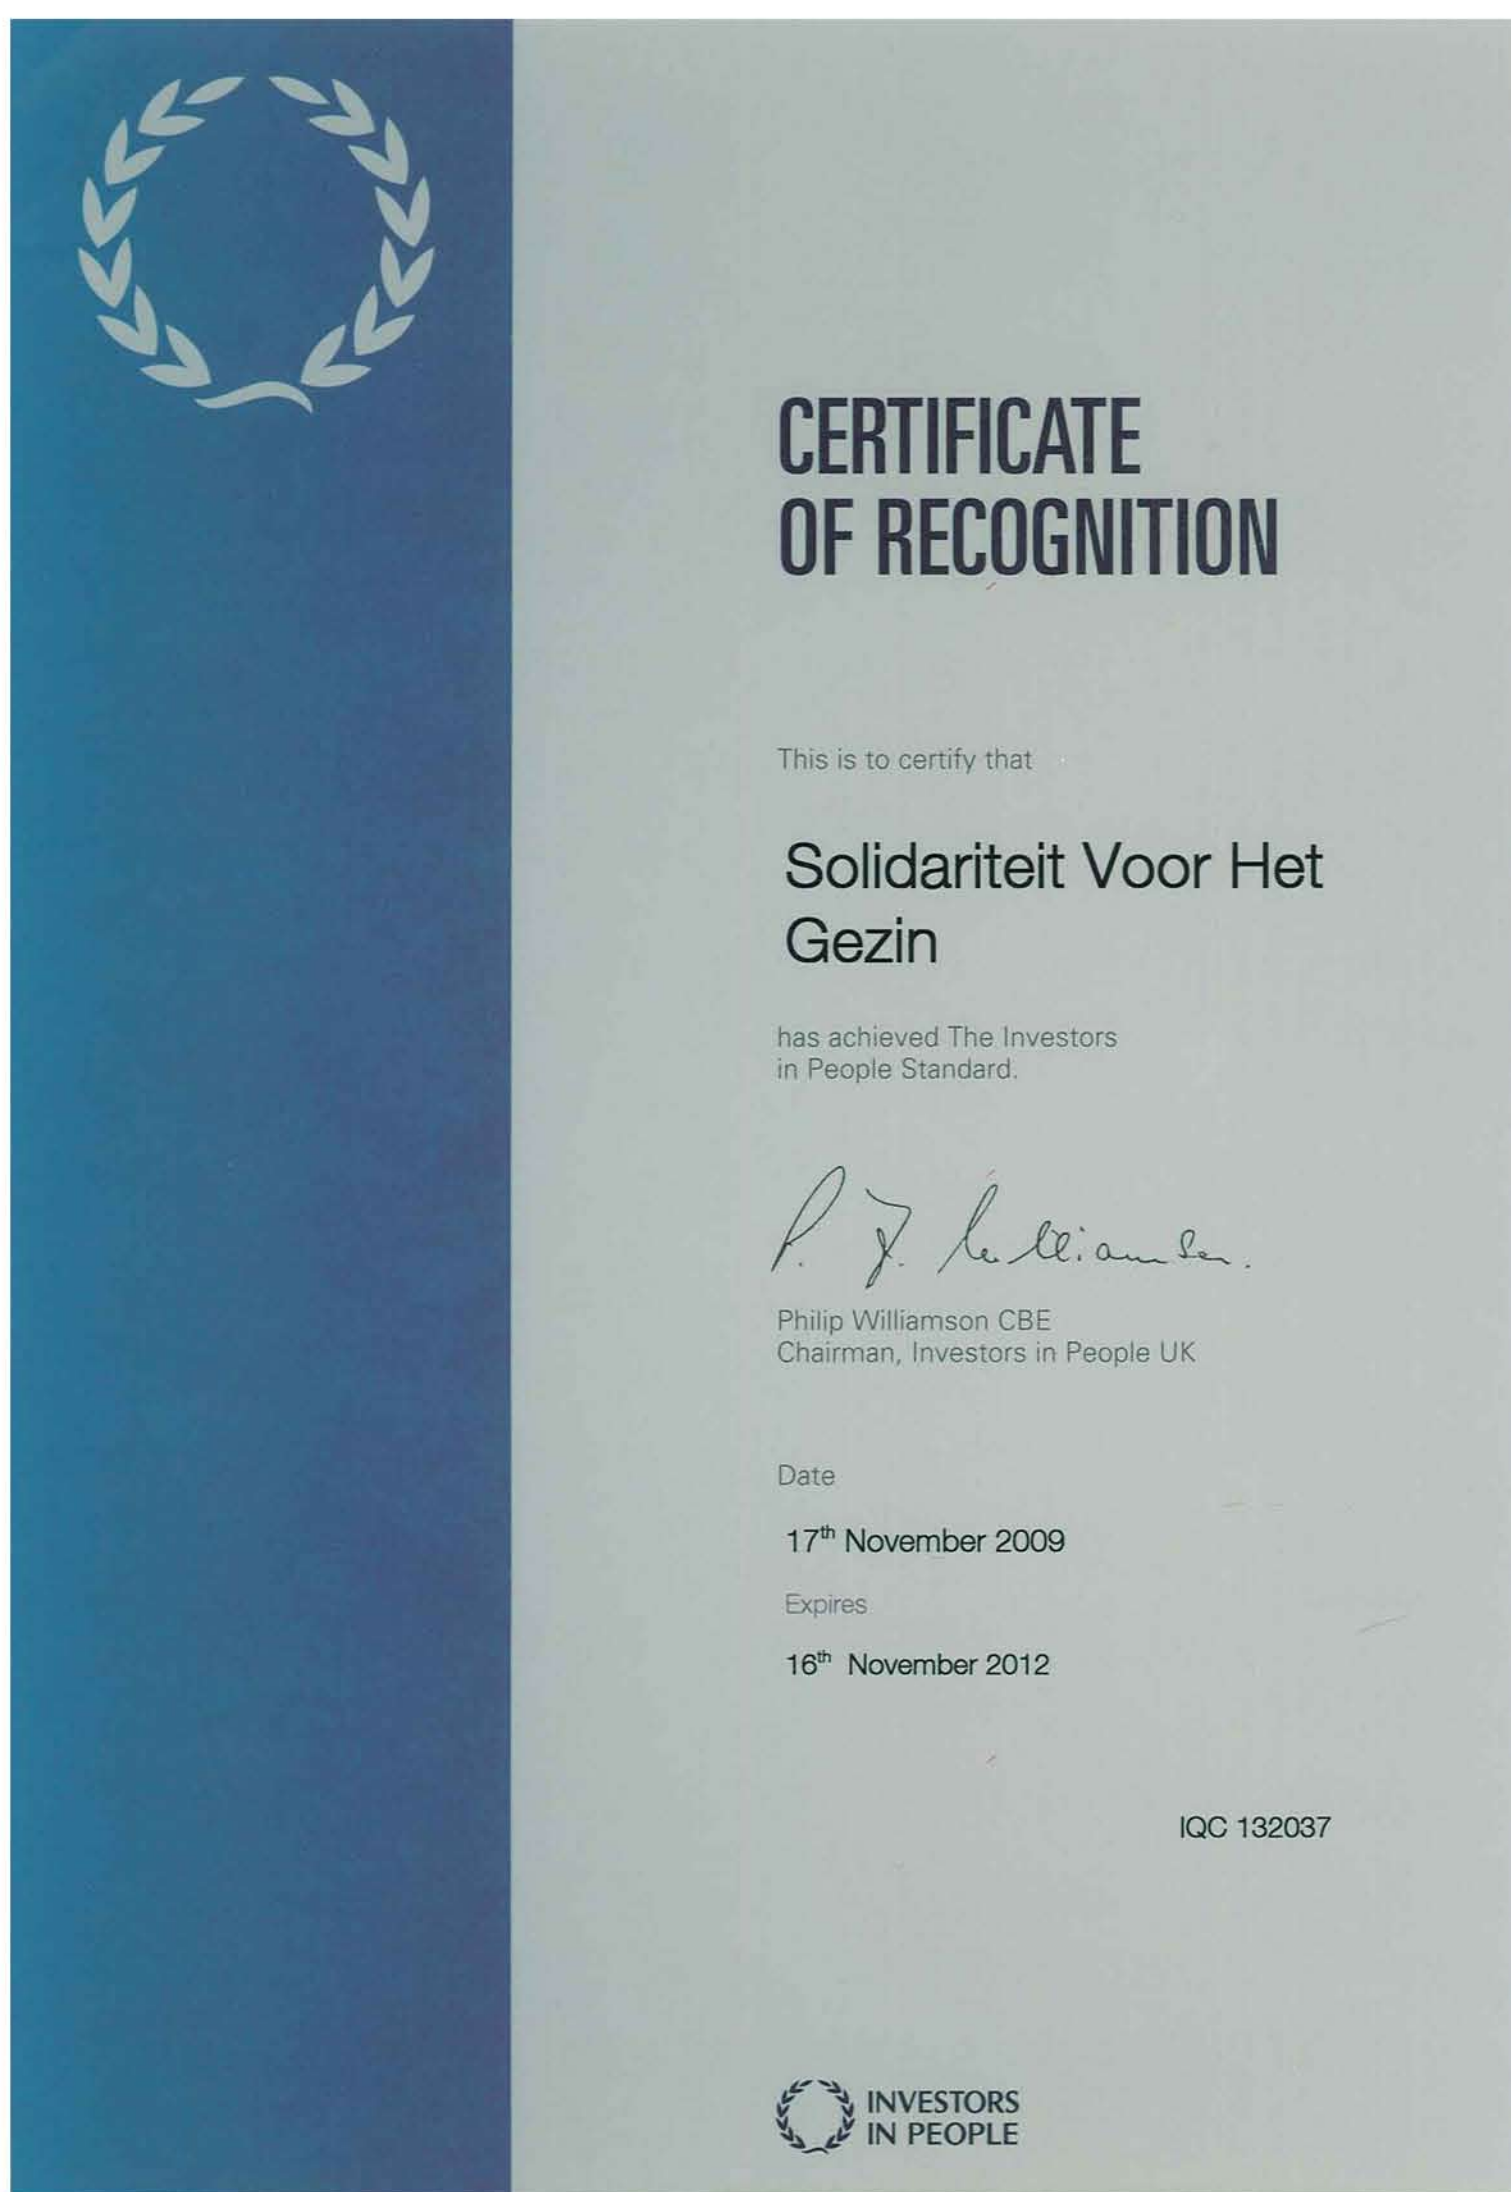 CERTIFICATE
OF RECOGNITION
This is to certify that
Solidariteit Voor Het
Gezin
has achieved The Investors
in People Standard.
P. J. Williamson.
Philip Williamson CBE
Chairman, Investors in People UK
Date
17th November 2009
Expires
16th November 2012
IQC 132037
INVESTORS
IN PEOPLE